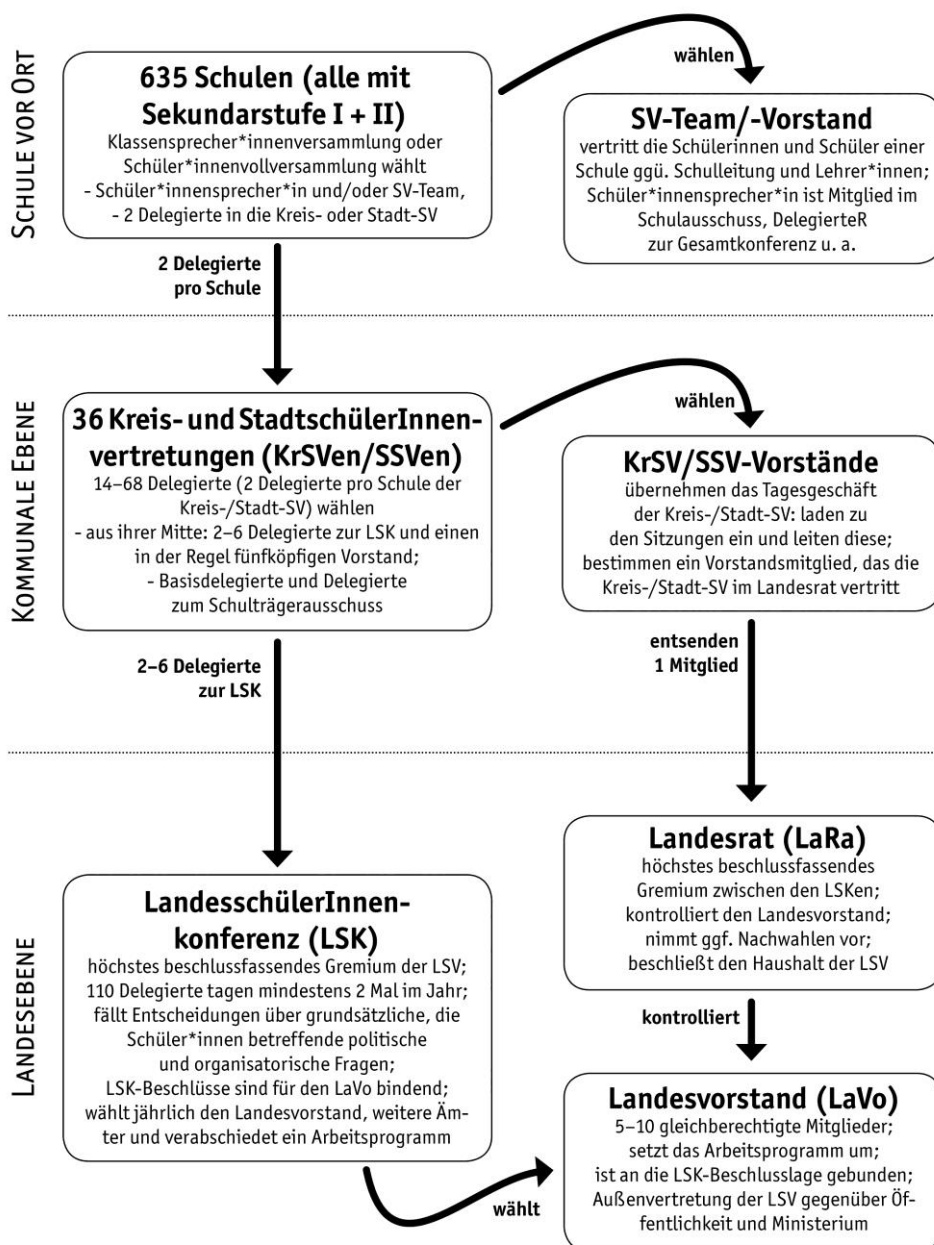 SCHULE VOR ORT
635 Schulen (alle mit
Sekundarstufe I + II)
Klassensprecher*innenversammlung oder
Schüler*innenvollversammlung wählt
- Schüler*innensprecher*in und/oder SV-Team,
- 2 Delegierte in die Kreis- oder Stadt-SV
wählen
SV-Team/-Vorstand
vertritt die Schülerinnen und Schüler einer
Schule ggü. Schulleitung und Lehrer*innen;
Schüler*innensprecher*in ist Mitglied im
Schulausschuss, DelegierteR
zur Gesamtkonferenz u. a.
2 Delegierte
pro Schule
KOMMUNALE EBENE
36 Kreis- und StadtschülerInnen-
vertretungen (KrSVen/SSVen)
14–68 Delegierte (2 Delegierte pro Schule der
Kreis-/Stadt-SV) wählen
- aus ihrer Mitte: 2–6 Delegierte zur LSK und einen
in der Regel fünfköpfigen Vorstand;
- Basisdelegierte und Delegierte
zum Schulträgerausschuss
wählen
KrSV/SSV-Vorstände
übernehmen das Tagesgeschäft
der Kreis-/Stadt-SV: laden zu
den Sitzungen ein und leiten diese;
bestimmen ein Vorstandsmitglied, das die
Kreis-/Stadt-SV im Landesrat vertritt
2–6 Delegierte
zur LSK
entsenden
1 Mitglied
LANDESEBENE
LandesschülerInnen-
konferenz (LSK)
höchstes beschlussfassendes Gremium der LSV;
110 Delegierte tagen mindestens 2 Mal im Jahr;
fällt Entscheidungen über grundsätzliche, die
Schüler*innen betreffende politische
und organisatorische Fragen;
LSK-Beschlüsse sind für den LaVo bindend;
wählt jährlich den Landesvorstand, weitere Äm-
ter und verabschiedet ein Arbeitsprogramm
Landesrat (LaRa)
höchstes beschlussfassendes
Gremium zwischen den LSKen;
kontrolliert den Landesvorstand;
nimmt ggf. Nachwahlen vor;
beschließt den Haushalt der LSV
kontrolliert
Landesvorstand (LaVo)
5–10 gleichberechtigte Mitglieder;
setzt das Arbeitsprogramm um;
ist an die LSK-Beschlusslage gebunden;
Außenvertretung der LSV gegenüber Öf-
fentlichkeit und Ministerium
wählt